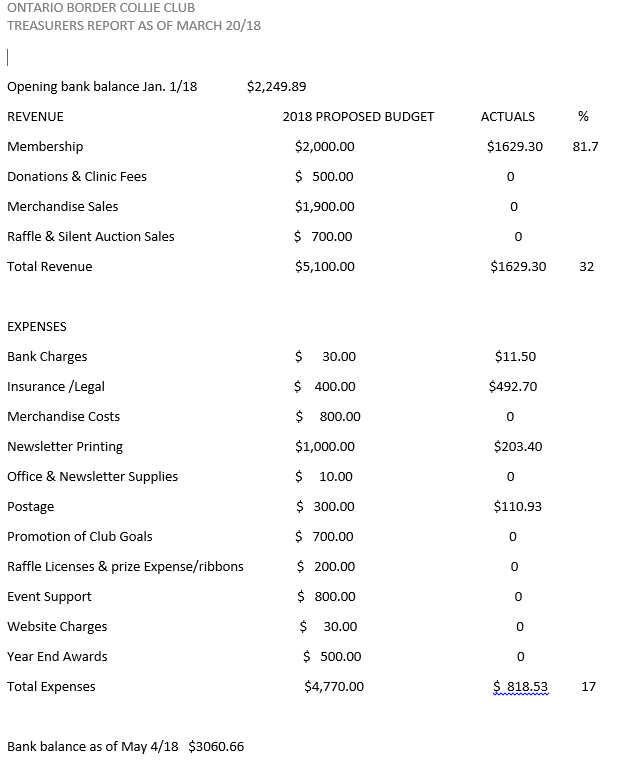 ONTARIO BORDER COLLIE CLUB
TREASURERS REPORT AS OF MARCH 20/18
Opening bank balance Jan. 1/18 $2,249.89
REVENUE 2018 PROPOSED BUDGET ACTUALS %
Membership $2,000.00 $1629.30 81.7
Donations & Clinic Fees $ 500.00 0
Merchandise Sales $1,900.00 0
Raffle & Silent Auction Sales $ 700.00 0
Total Revenue $5,100.00 $1629.30 32
EXPENSES
Bank Charges $ 30.00 $11.50
Insurance /Legal $ 400.00 $492.70
Merchandise Costs $ 800.00 0
Newsletter Printing $1,000.00 $203.40
Office & Newsletter Supplies $ 10.00 0
Postage $ 300.00 $110.93
Promotion of Club Goals $ 700.00 0
Raffle Licenses & prize Expense/ribbons $ 200.00 0
Event Support $ 800.00 0
Website Charges $ 30.00 0
Year End Awards $ 500.00 0
Total Expenses $4,770.00 $ 818.53 17
Bank balance as of May 4/18 $3060.66